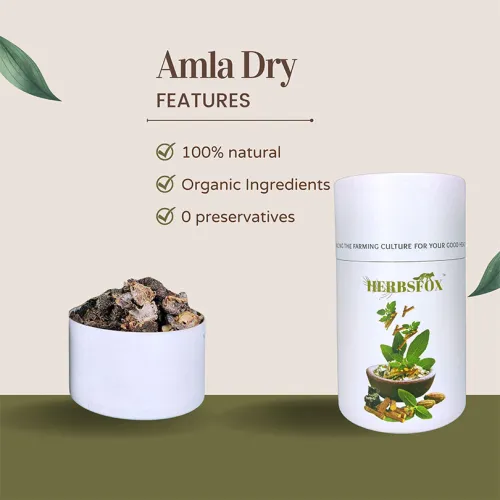 Amla Dry
FEATURES
100% natural
Organic Ingredients
0 preservatives
THE FARMING CULTURE FOR YOUR GOOD
HERBSFOX